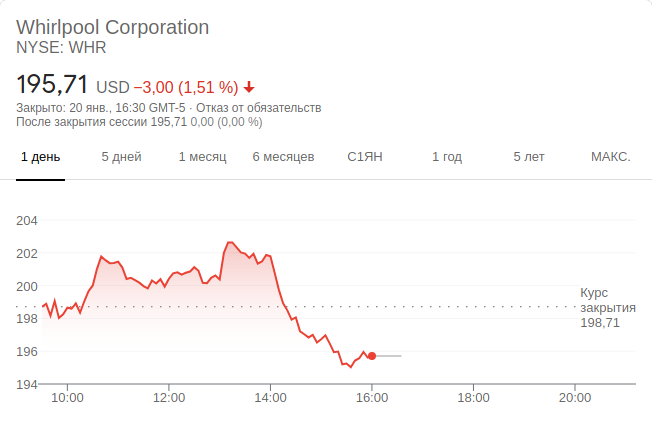 Whirlpool Corporation
NYSE: WHR
195,71 USD −3,00 (1,51 %)
Закрыто: 20 янв., 16:30 GMT-5 · Отказ от обязательств
После закрытия сессии 195,71 0,00 (0,00 %)
1 день 5 дней 1 месяц 6 месяцев С1ЯН 1 год 5 лет МАКС.
204
202
200
198
196
194
Курс
закрытия
198,71
10:00 12:00 14:00 16:00 18:00 20:00